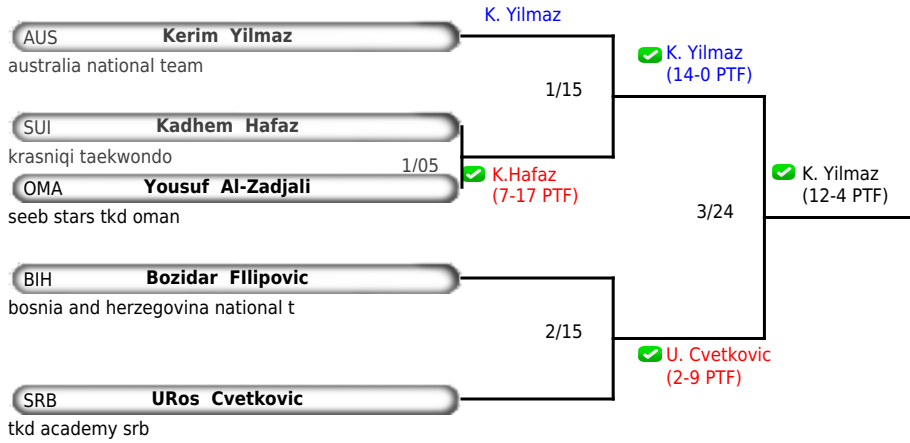 K. Yilmaz
AUS Kerim Yilmaz
australia national team
K. Yilmaz
(14-0 PTF)
1/15
SUI Kadhem Hafaz
krasniqi taekwondo
1/05
K.Hafaz
(7-17 PTF)
OMA Yousuf Al-Zadjali
seeb stars tkd oman
K. Yilmaz
(12-4 PTF)
3/24
BIH Bozidar FIlipovic
bosnia and herzegovina national t
2/15
U. Cvetkovic
(2-9 PTF)
SRB URos Cvetkovic
tkd academy srb